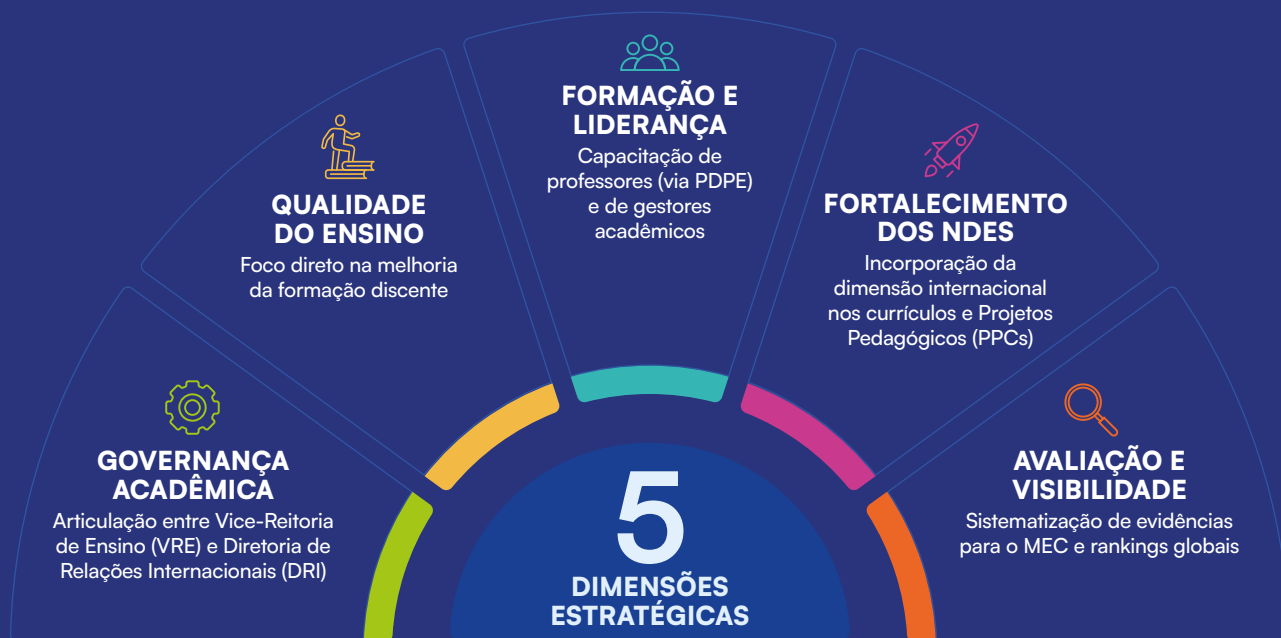 FORMAÇÃO E
LIDERANÇA
Capacitação de
professores (via PDPE)
e de gestores
acadêmicos
QUALIDADE
DO ENSINO
Foco direto na melhoria
da formação discente
FORTALECIMENTO
DOS NDES
Incorporação da
dimensão internacional
nos currículos e Projetos
Pedagógicos (PPCs)
GOVERNANÇA
ACADÊMICA
Articulação entre Vice-Reitoria
de Ensino (VRE) e Diretoria de
Relações Internacionais (DRI)
AVALIAÇÃO E
VISIBILIDADE
Sistematização de evidências
para o MEC e rankings globais
5
DIMENSÕES
ESTRATÉGICAS